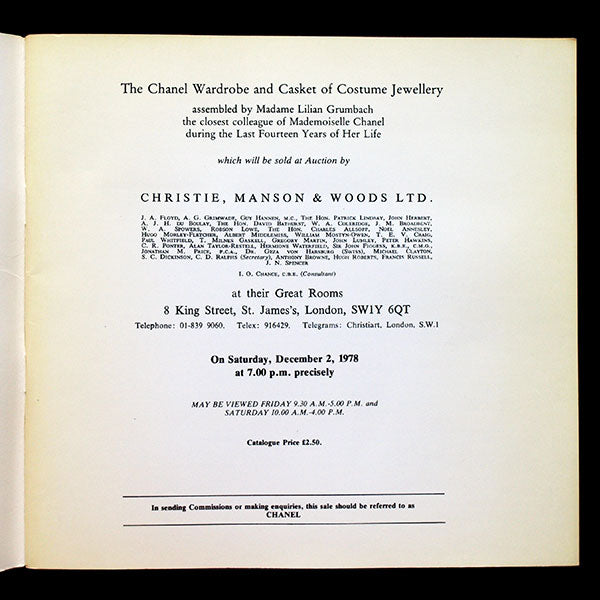 The Chanel Wardrobe and Casket of Costume Jewellery
assembled by Madame Lilian Grumbach
the closest colleague of Mademoiselle Chanel
during the Last Fourteen Years of Her Life
which will be sold at Auction by
CHRISTIE, MANSON & WOODS LTD.
J. A. Floyd, A. G. Grimwade, Guy Hannen, M.C., The Hon. Patrick Lindsay, John Herbert,
A. J. H. du Boulay, The Hon. David Bathurst, W. A. Coleridge, J. M. Broadbent,
W. A. Spowers, Robson Lowe, The Hon. Charles Allsopp, Noël Annesley,
Hugo Morley-Fletcher, Albert Middlemiss, William Mostyn-Owen, T. E. V. Craig,
Paul Whitfield, T. Milnes Gaskell, Gregory Martin, John Lumley, Peter Hawkins,
C. R. Ponter, Alan Taylor-Restell, Hermione Waterfield, Sir John Figgess, K.B.E., C.M.G.,
Jonathan M. Price, F.C.A., Dr. Geza von Habsburg (Swiss), Michael Clayton,
S. C. Dickinson, C. D. Ralphs (Secretary), Anthony Browne, Hugh Roberts, Francis Russell,
J. N. Spencer
I. O. Chance, C.B.E. (Consultant)
at their Great Rooms
8 King Street, St. James's, London, SW1Y 6QT
Telephone: 01-839 9060. Telex: 916429. Telegrams: Christiart, London, S.W.1
On Saturday, December 2, 1978
at 7.00 p.m. precisely
MAY BE VIEWED FRIDAY 9.30 A.M.-5.00 P.M. and
SATURDAY 10.00 A.M.-4.00 P.M.
Catalogue Price £2.50.
In sending Commissions or making enquiries, this sale should be referred to as
CHANEL